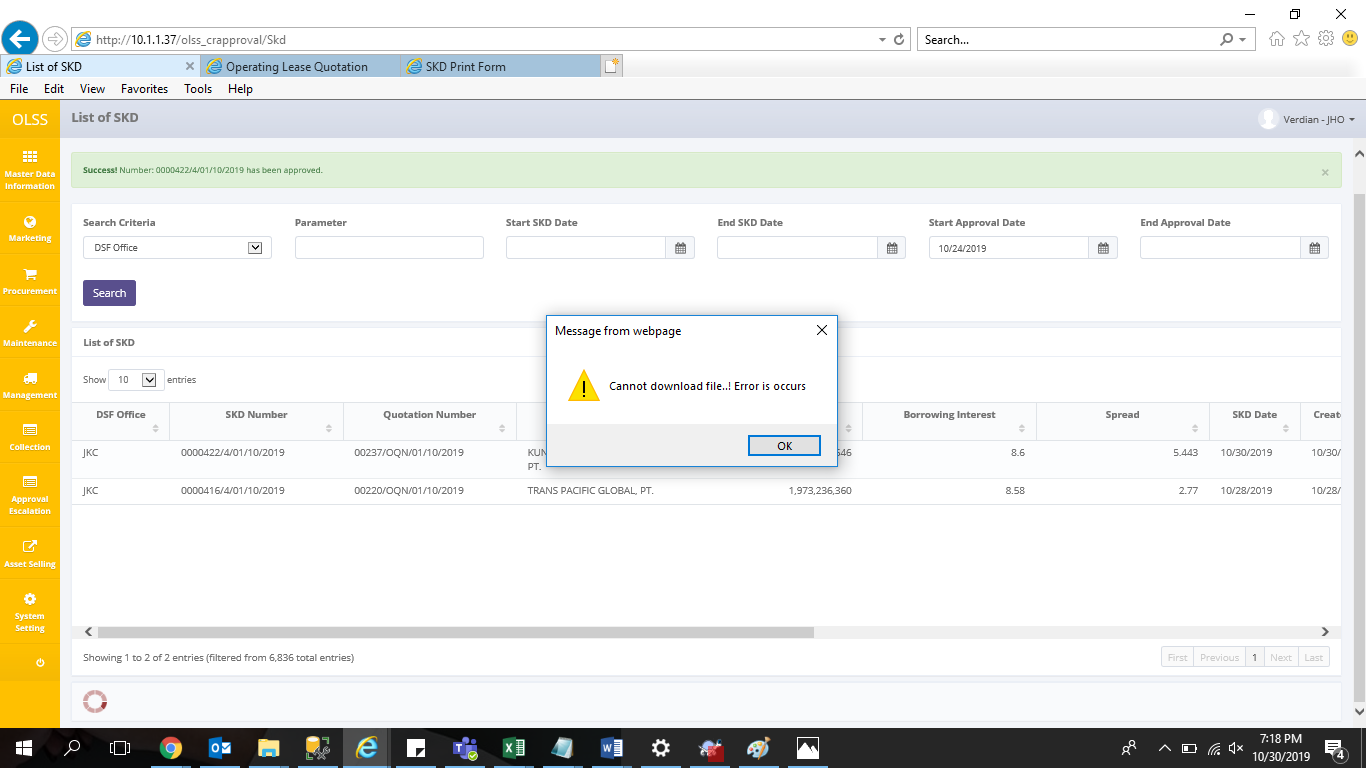 http://10.1.1.37/olss_crapproval/Skd
Search...
List of SKD
Operating Lease Quotation
SKD Print Form
File Edit View Favorites Tools Help
OLSS
List of SKD
Verdian - JHO
Master Data
Information
Marketing
Procurement
Maintenance
Management
Collection
Approval
Escalation
Asset Selling
System
Setting
Success! Number: 0000422/4/01/10/2019 has been approved.
×
Search Criteria Parameter Start SKD Date End SKD Date Start Approval Date End Approval Date
DSF Office 10/24/2019
Search
List of SKD
Show 10 entries
DSF Office SKD Number Quotation Number Borrowing Interest Spread SKD Date Creat
JKC 0000422/4/01/10/2019 00237/OQN/01/10/2019 KUN 546 8.6 5.443 10/30/2019 10/30/
PT.
JKC 0000416/4/01/10/2019 00220/OQN/01/10/2019 TRANS PACIFIC GLOBAL, PT. 1,973,236,360 8.58 2.77 10/28/2019 10/28/
Message from webpage
Cannot download file..! Error is occurs
OK
Showing 1 to 2 of 2 entries (filtered from 6,836 total entries)
First Previous 1 Next Last
7:18 PM
10/30/2019
4